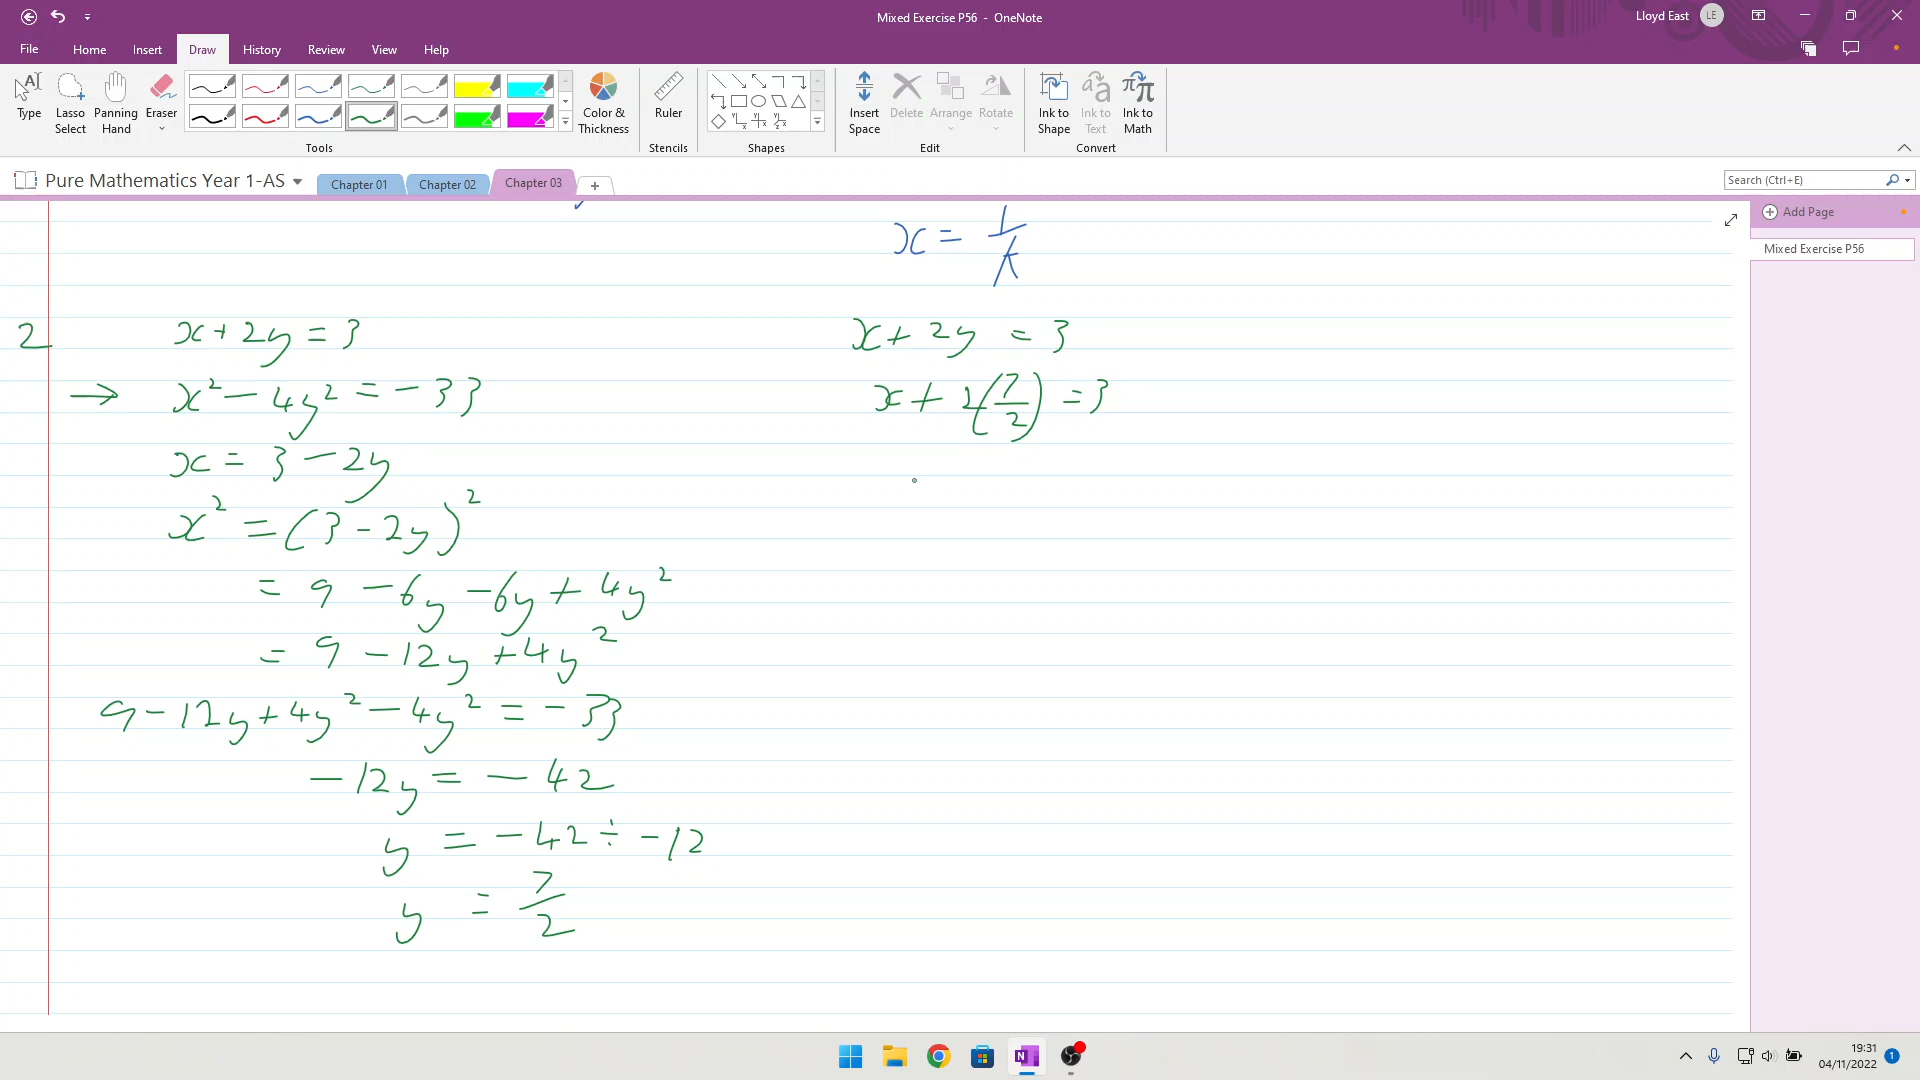 Mixed Exercise P56 - OneNote
Lloyd East LE
File Home Insert Draw History Review View Help
Type
Lasso Select
Panning Hand
Eraser
Color & Thickness
Ruler
Insert Space
Delete
Arrange
Rotate
Ink to Shape
Ink to Text
Ink to Math
Tools Stencils Shapes Edit Convert
Pure Mathematics Year 1-AS Chapter 01 Chapter 02 Chapter 03 +
Search (Ctrl+E)
Add Page
Mixed Exercise P56
x = 1/k
2 x + 2y = 3
→ x² - 4y² = - 33
x = 3 - 2y
x² = (3 - 2y)²
= 9 - 6y - 6y + 4y²
= 9 - 12y + 4y²
9 - 12y + 4y² - 4y² = - 33
- 12y = - 42
y = - 42 ÷ - 12
y = 7/2
x + 2y = 3
x + 2(7/2) = 3
19:31
04/11/2022
1